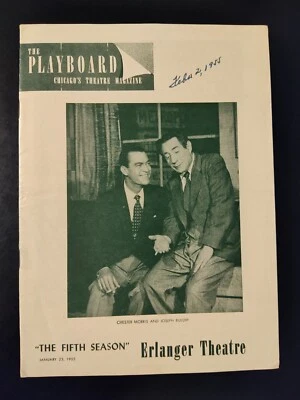 THE
PLAYBOARD
CHICAGO'S THEATRE MAGAZINE
Feb. 2, 1955
CHESTER MORRIS AND JOSEPH BULOFF
"THE FIFTH SEASON" Erlanger Theatre
JANUARY 23, 1955